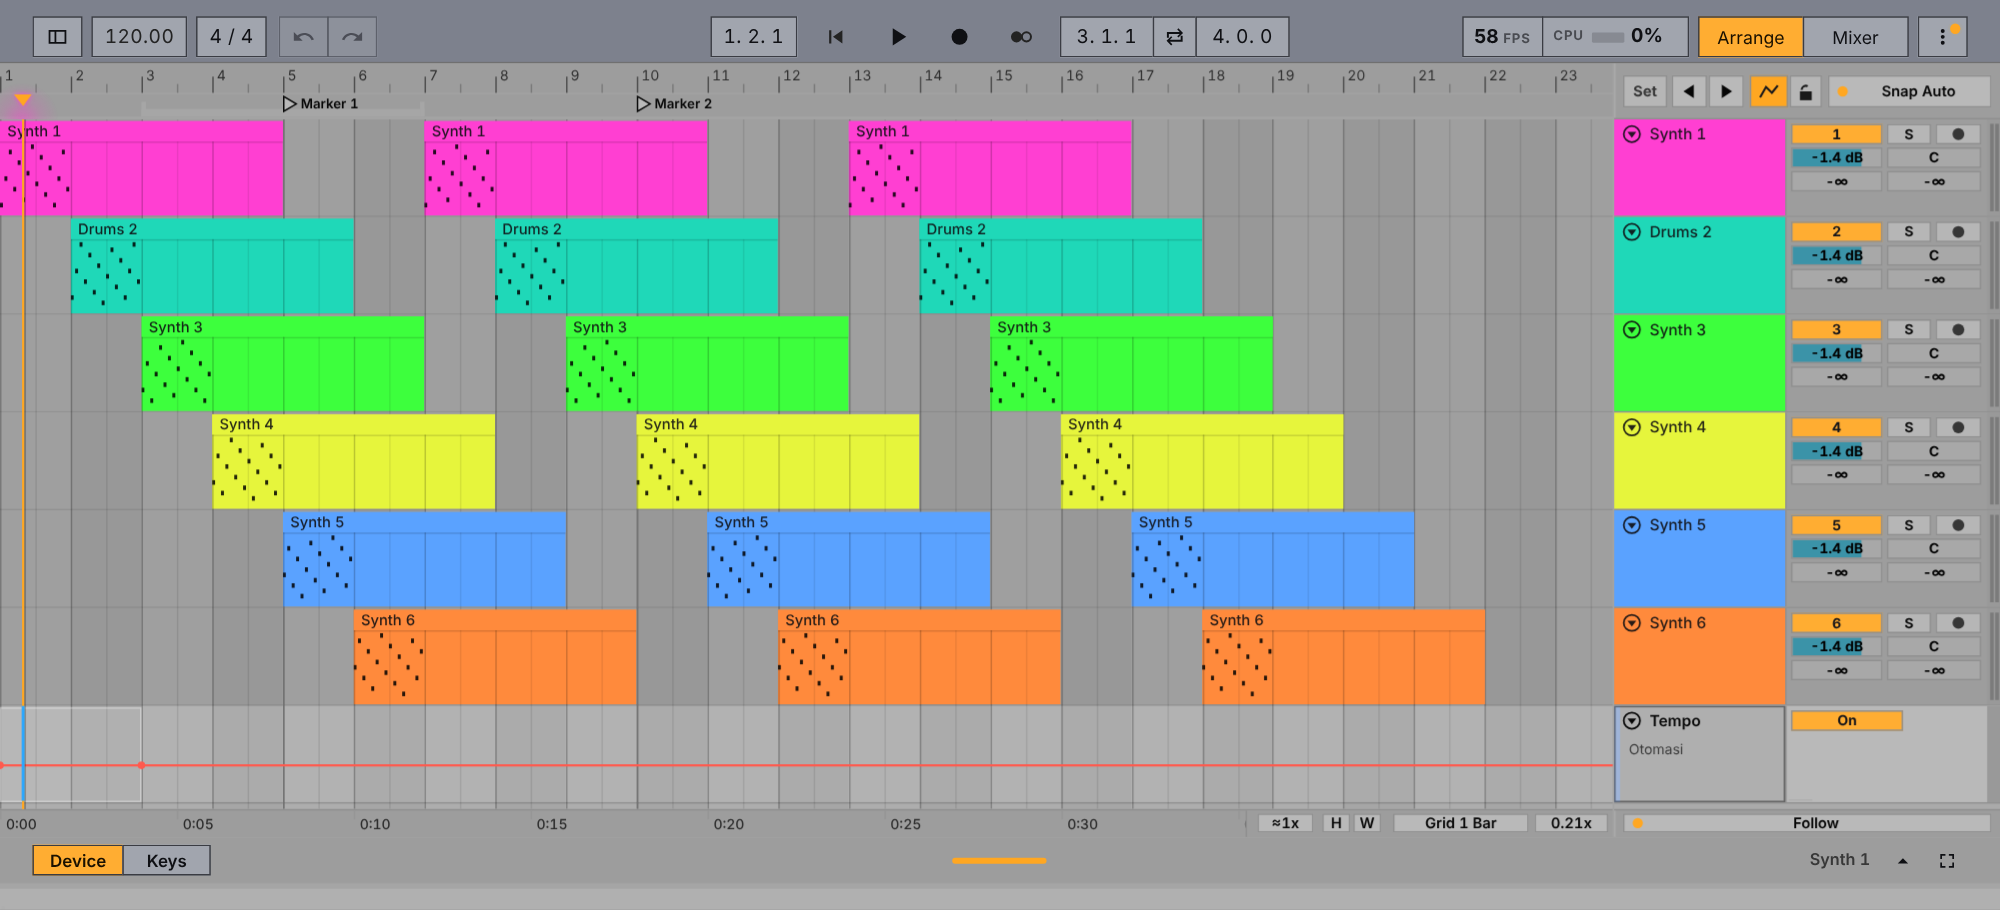 120.00 4 / 4 1. 2. 1 3. 1. 1 4. 0. 0 58 FPS CPU 0% Arrange Mixer
1 2 3 4 5 6 7 8 9 10 11 12 13 14 15 16 17 18 19 20 21 22 23
Set Snap Auto
Marker 1 Marker 2
Synth 1 Synth 1 Synth 1 Synth 1 1 S
-1.4 dB C
-∞ -∞
Drums 2 Drums 2 Drums 2 Drums 2 2 S
-1.4 dB C
-∞ -∞
Synth 3 Synth 3 Synth 3 Synth 3 3 S
-1.4 dB C
-∞ -∞
Synth 4 Synth 4 Synth 4 Synth 4 4 S
-1.4 dB C
-∞ -∞
Synth 5 Synth 5 Synth 5 Synth 5 5 S
-1.4 dB C
-∞ -∞
Synth 6 Synth 6 Synth 6 Synth 6 6 S
-1.4 dB C
-∞ -∞
Tempo On
Otomasi
0:00 0:05 0:10 0:15 0:20 0:25 0:30 ≈1x H W Grid 1 Bar 0.21x Follow
Device Keys Synth 1